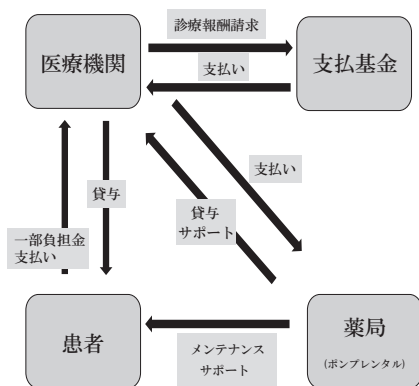 診療報酬請求
医療機関
支払基金
支払い
支払い
貸与
貸与
サポート
一部負担金
支払い
患者
薬局
(ポンプレンタル)
メンテナンス
サポート